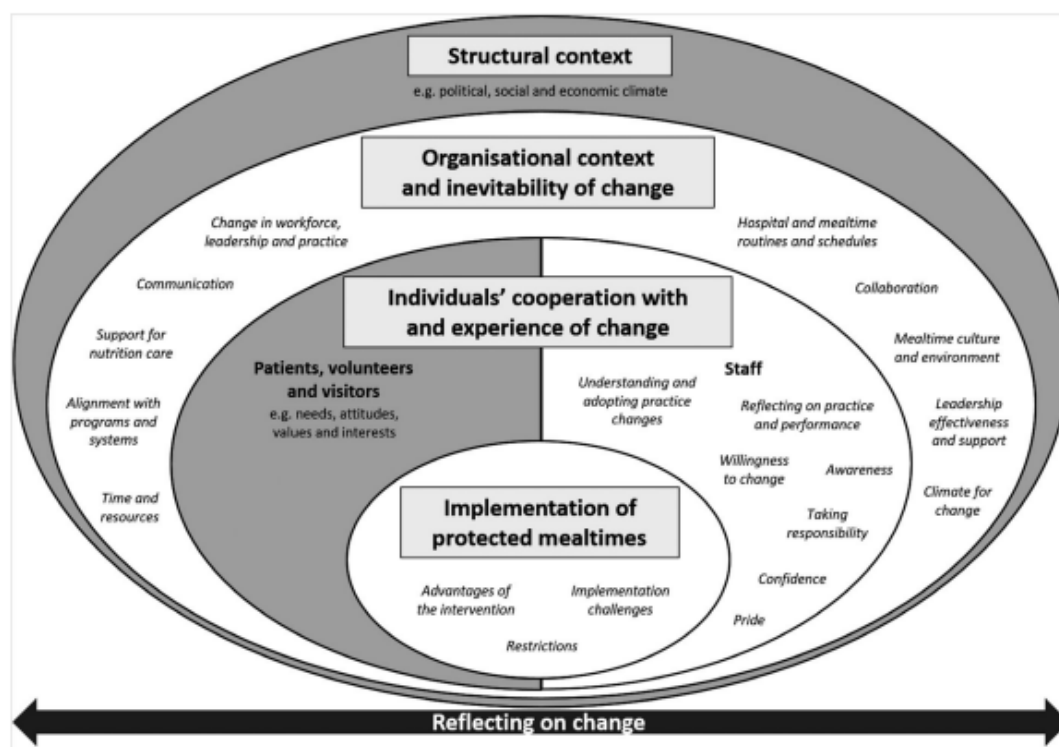 Structural context
e.g. political, social and economic climate
Organisational context
and inevitability of change
Change in workforce,
leadership and practice
Hospital and mealtime
routines and schedules
Communication
Collaboration
Support for
nutrition care
Mealtime culture
and environment
Alignment with
programs and
systems
Leadership
effectiveness
and support
Time and
resources
Climate for
change
Individuals' cooperation with
and experience of change
Patients, volunteers
and visitors
e.g. needs, attitudes,
values and interests
Staff
Understanding and
adopting practice
changes
Reflecting on practice
and performance
Willingness
to change
Awareness
Taking
responsibility
Confidence
Pride
Implementation of
protected mealtimes
Advantages of
the intervention
Implementation
challenges
Restrictions
Reflecting on change